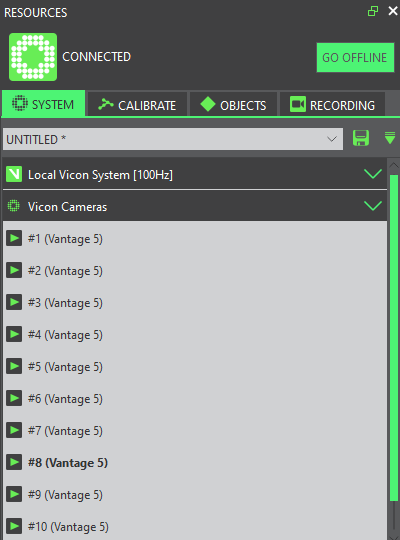 RESOURCES
CONNECTED
GO OFFLINE
SYSTEM CALIBRATE OBJECTS RECORDING
UNTITLED *
Local Vicon System [100Hz]
Vicon Cameras
#1 (Vantage 5)
#2 (Vantage 5)
#3 (Vantage 5)
#4 (Vantage 5)
#5 (Vantage 5)
#6 (Vantage 5)
#7 (Vantage 5)
#8 (Vantage 5)
#9 (Vantage 5)
#10 (Vantage 5)